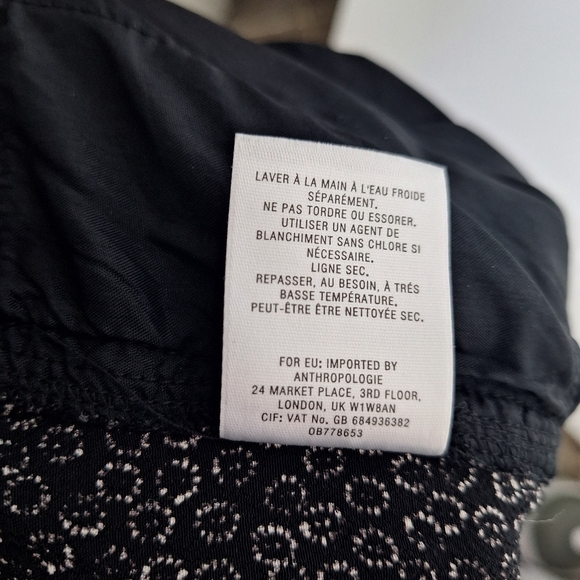 LAVER À LA MAIN À L'EAU FROIDE
SÉPARÉMENT.
NE PAS TORDRE OU ESSORER.
UTILISER UN AGENT DE
BLANCHIMENT SANS CHLORE SI
NÉCESSAIRE.
LIGNE SEC.
REPASSER, AU BESOIN, À TRÉS
BASSE TEMPÉRATURE.
PEUT-ÊTRE ÊTRE NETTOYÉE SEC.
FOR EU: IMPORTED BY
ANTHROPOLOGIE
24 MARKET PLACE, 3RD FLOOR,
LONDON, UK W1W8AN
CIF: VAT No. GB 684936382
OB778653